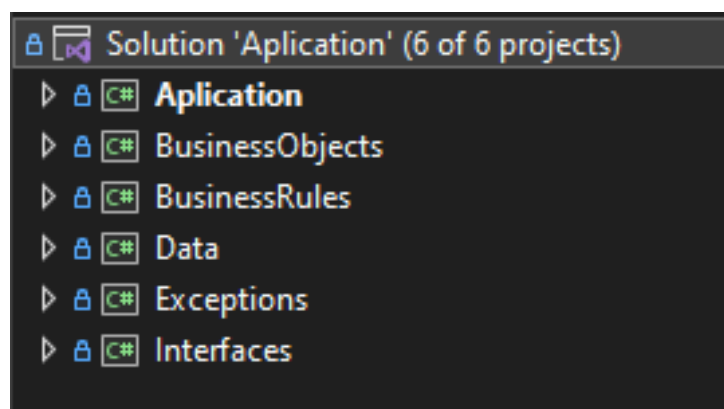 Solution 'Aplication' (6 of 6 projects)
C# Aplication
C# BusinessObjects
C# BusinessRules
C# Data
C# Exceptions
C# Interfaces